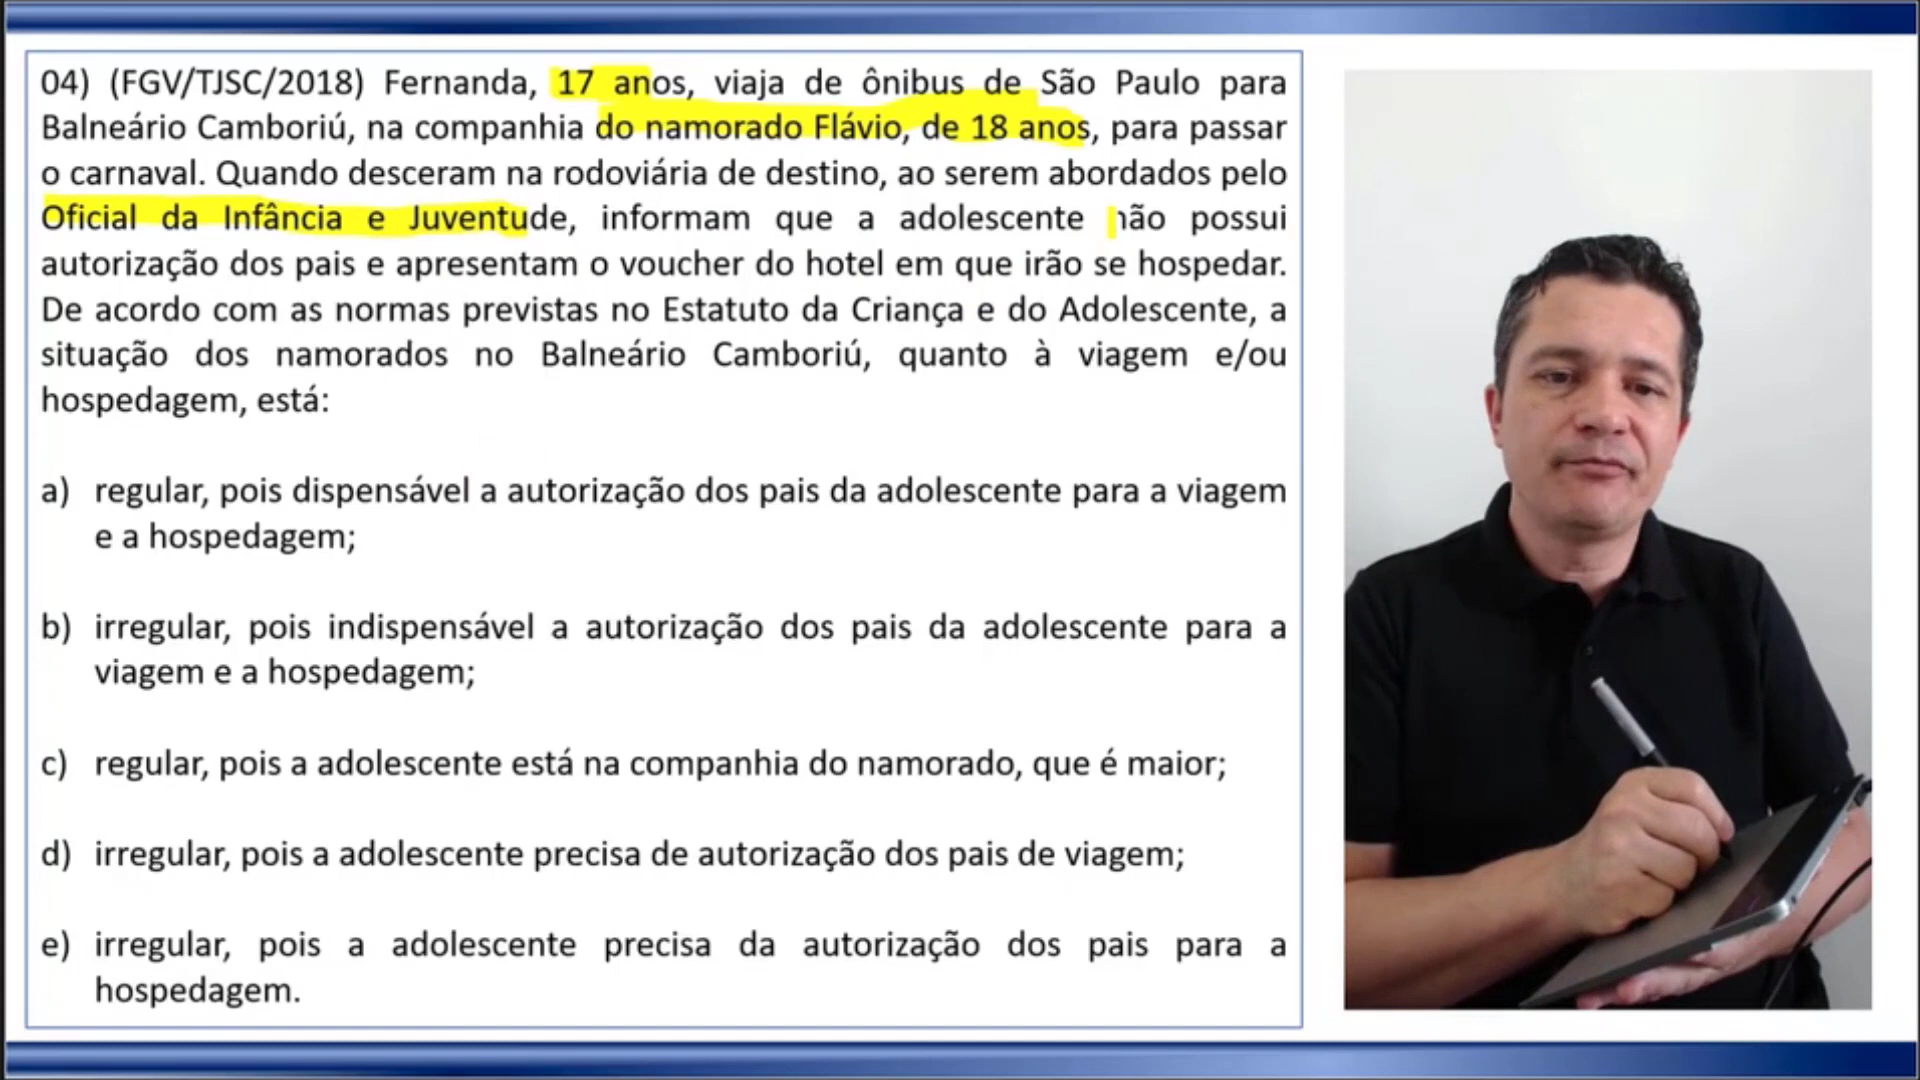 04) (FGV/TJSC/2018) Fernanda, 17 anos, viaja de ônibus de São Paulo para
Balneário Camboriú, na companhia do namorado Flávio, de 18 anos, para passar
o carnaval. Quando desceram na rodoviária de destino, ao serem abordados pelo
Oficial da Infância e Juventude, informam que a adolescente não possui
autorização dos pais e apresentam o voucher do hotel em que irão se hospedar.
De acordo com as normas previstas no Estatuto da Criança e do Adolescente, a
situação dos namorados no Balneário Camboriú, quanto à viagem e/ou
hospedagem, está:
a) regular, pois dispensável a autorização dos pais da adolescente para a viagem
e a hospedagem;
b) irregular, pois indispensável a autorização dos pais da adolescente para a
viagem e a hospedagem;
c) regular, pois a adolescente está na companhia do namorado, que é maior;
d) irregular, pois a adolescente precisa de autorização dos pais de viagem;
e) irregular, pois a adolescente precisa da autorização dos pais para a
hospedagem.